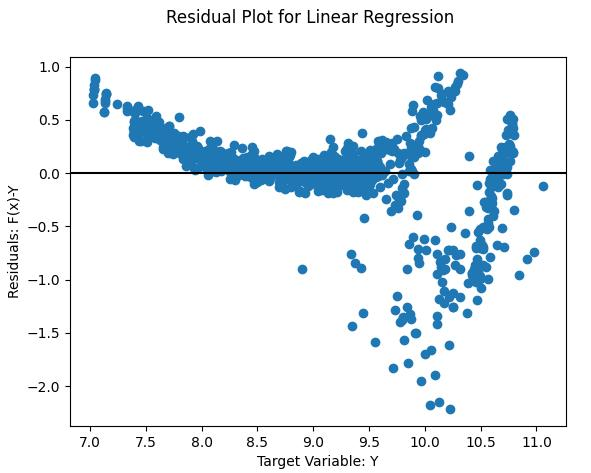 Residual Plot for Linear Regression
1.0
0.5
0.0
−0.5
−1.0
−1.5
−2.0
Residuals: F(x)-Y
7.0 7.5 8.0 8.5 9.0 9.5 10.0 10.5 11.0
Target Variable: Y